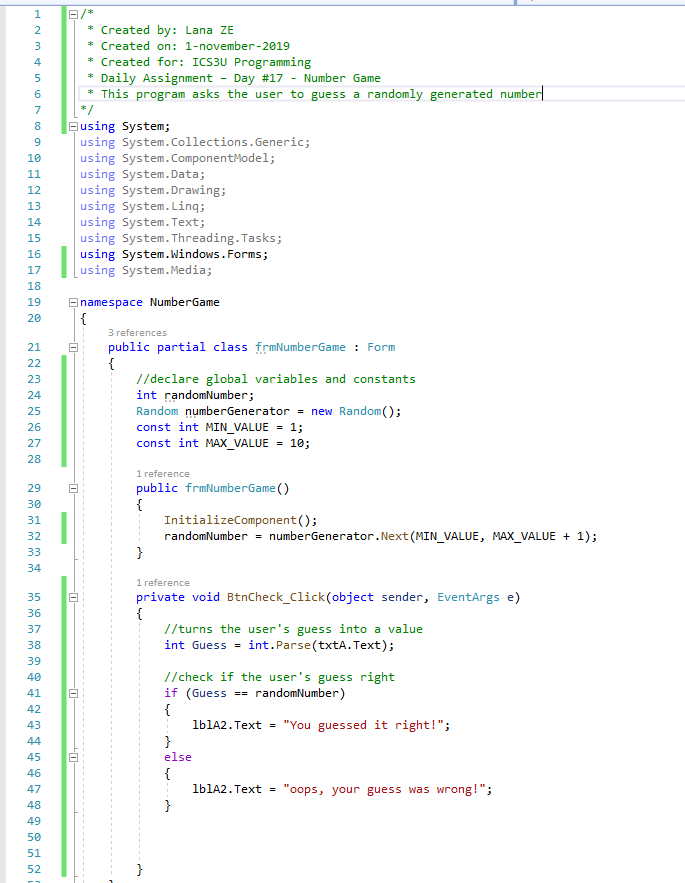 1 /*
2 * Created by: Lana ZE
3 * Created on: 1-november-2019
4 * Created for: ICS3U Programming
5 * Daily Assignment – Day #17 - Number Game
6 * This program asks the user to guess a randomly generated number
7 */
8 using System;
9 using System.Collections.Generic;
10 using System.ComponentModel;
11 using System.Data;
12 using System.Drawing;
13 using System.Linq;
14 using System.Text;
15 using System.Threading.Tasks;
16 using System.Windows.Forms;
17 using System.Media;
18
19 namespace NumberGame
20 {
3 references
21 public partial class frmNumberGame : Form
22 {
23 //declare global variables and constants
24 int randomNumber;
25 Random numberGenerator = new Random();
26 const int MIN_VALUE = 1;
27 const int MAX_VALUE = 10;
28
1 reference
29 public frmNumberGame()
30 {
31 InitializeComponent();
32 randomNumber = numberGenerator.Next(MIN_VALUE, MAX_VALUE + 1);
33 }
34
1 reference
35 private void BtnCheck_Click(object sender, EventArgs e)
36 {
37 //turns the user's guess into a value
38 int Guess = int.Parse(txtA.Text);
39
40 //check if the user's guess right
41 if (Guess == randomNumber)
42 {
43 lblA2.Text = "You guessed it right!";
44 }
45 else
46 {
47 lblA2.Text = "oops, your guess was wrong!";
48 }
49
50
51
52 }